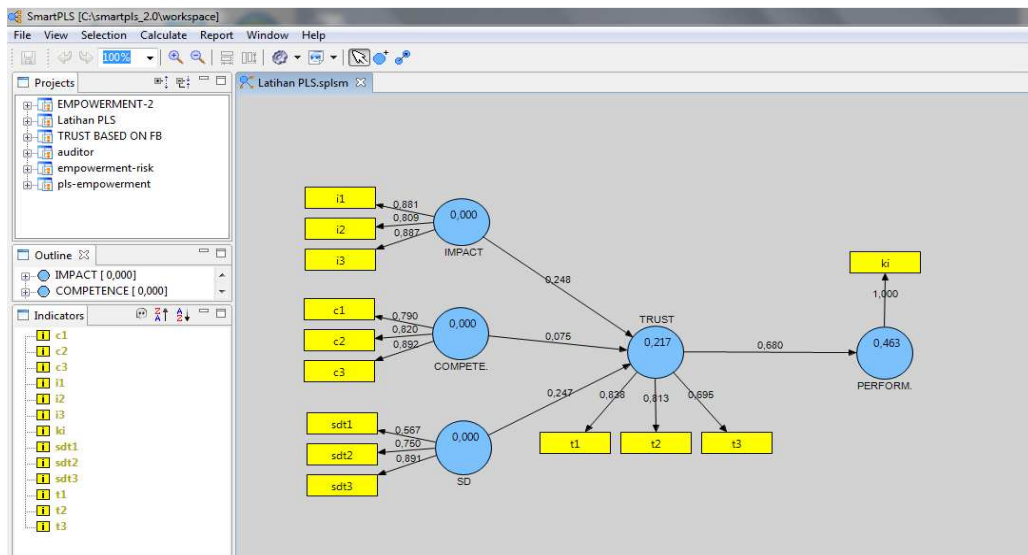 SmartPLS [C:\smartpls_2.0\workspace]
File View Selection Calculate Report Window Help
100%
Projects
EMPOWERMENT-2
Latihan PLS
TRUST BASED ON FB
auditor
empowerment-risk
pls-empowerment
Outline
IMPACT [ 0,000]
COMPETENCE [ 0,000]
Indicators
c1
c2
c3
i1
i2
i3
ki
sdt1
sdt2
sdt3
t1
t2
t3
Latihan PLS.splsm
i1
0,881
i2
0,809
i3
0,887
0,000
IMPACT
0,248
c1
0,790
c2
0,820
c3
0,892
0,000
COMPETE.
0,075
sdt1
0,567
sdt2
0,750
sdt3
0,891
0,000
SD
0,247
TRUST
0,217
0,838
0,813
0,695
t1
t2
t3
0,680
ki
1,000
0,463
PERFORM.